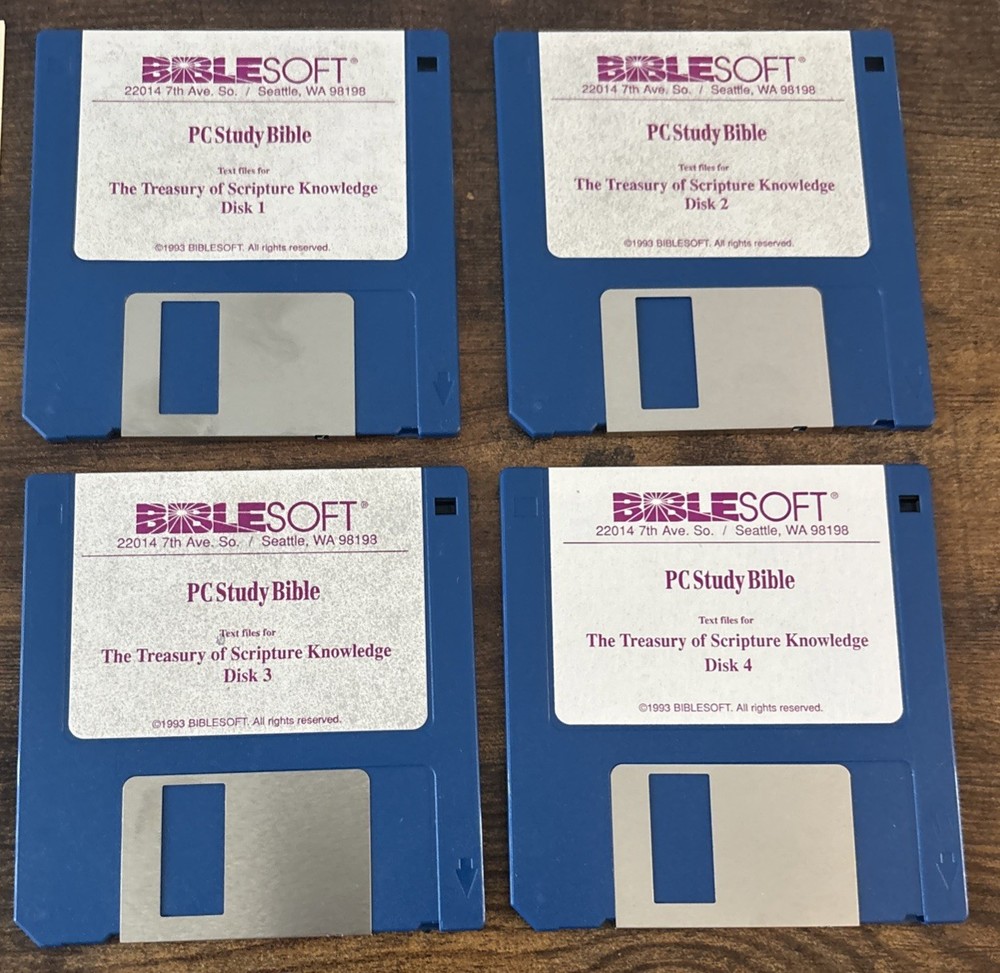 BIBLESOFT®
22014 7th Ave. So. / Seattle, WA 98198
PC Study Bible
Text files for
The Treasury of Scripture Knowledge
Disk 1
©1993 BIBLESOFT. All rights reserved.
BIBLESOFT®
22014 7th Ave. So. / Seattle, WA 98198
PC Study Bible
Text files for
The Treasury of Scripture Knowledge
Disk 2
©1993 BIBLESOFT. All rights reserved.
BIBLESOFT®
22014 7th Ave. So. / Seattle, WA 98198
PC Study Bible
Text files for
The Treasury of Scripture Knowledge
Disk 3
©1993 BIBLESOFT. All rights reserved.
BIBLESOFT®
22014 7th Ave. So. / Seattle, WA 98198
PC Study Bible
Text files for
The Treasury of Scripture Knowledge
Disk 4
©1993 BIBLESOFT. All rights reserved.